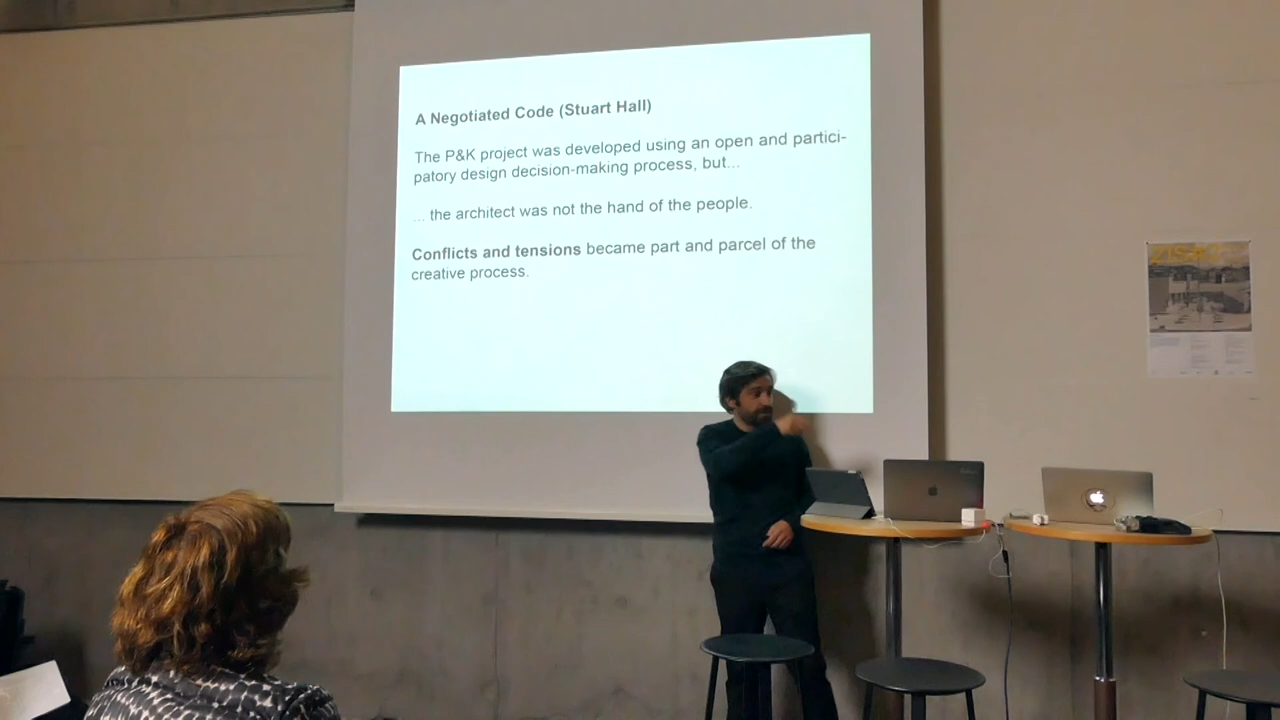 A Negotiated Code (Stuart Hall)
The P&K project was developed using an open and partici-
patory design decision-making process, but...
... the architect was not the hand of the people.
Conflicts and tensions became part and parcel of the
creative process.